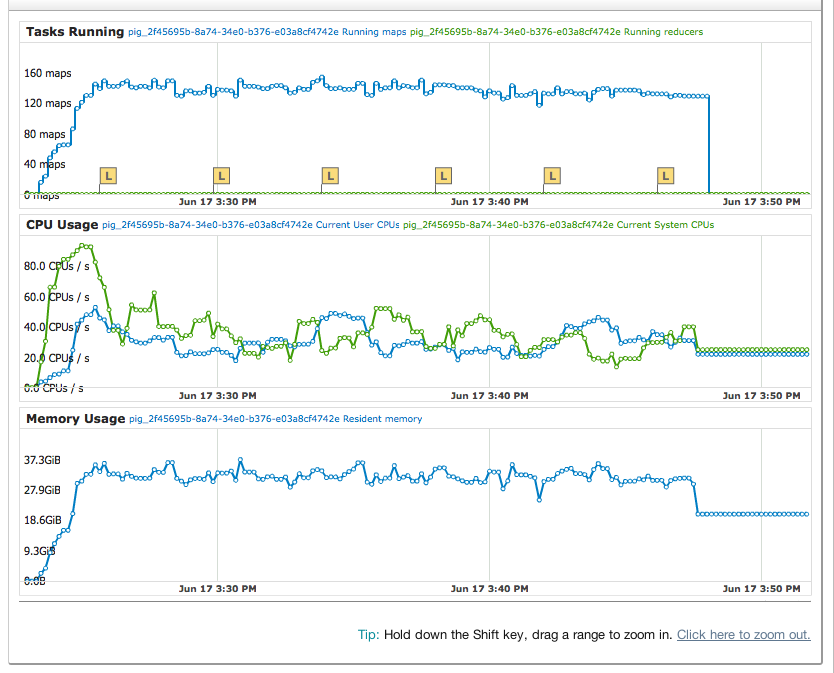 Tasks Running pig_2f45695b-8a74-34e0-b376-e03a8cf4742e Running maps pig_2f45695b-8a74-34e0-b376-e03a8cf4742e Running reducers
160 maps
120 maps
80 maps
40 maps
L L L L L L
0 maps
Jun 17 3:30 PM Jun 17 3:40 PM Jun 17 3:50 PM
CPU Usage pig_2f45695b-8a74-34e0-b376-e03a8cf4742e Current User CPUs pig_2f45695b-8a74-34e0-b376-e03a8cf4742e Current System CPUs
80.0 CPUs / s
60.0 CPUs / s
40.0 CPUs / s
20.0 CPUs / s
0.0 CPUs / s
Jun 17 3:30 PM Jun 17 3:40 PM Jun 17 3:50 PM
Memory Usage pig_2f45695b-8a74-34e0-b376-e03a8cf4742e Resident memory
37.3GiB
27.9GiB
18.6GiB
9.3GiB
0.0B
Jun 17 3:30 PM Jun 17 3:40 PM Jun 17 3:50 PM
Tip: Hold down the Shift key, drag a range to zoom in. Click here to zoom out.